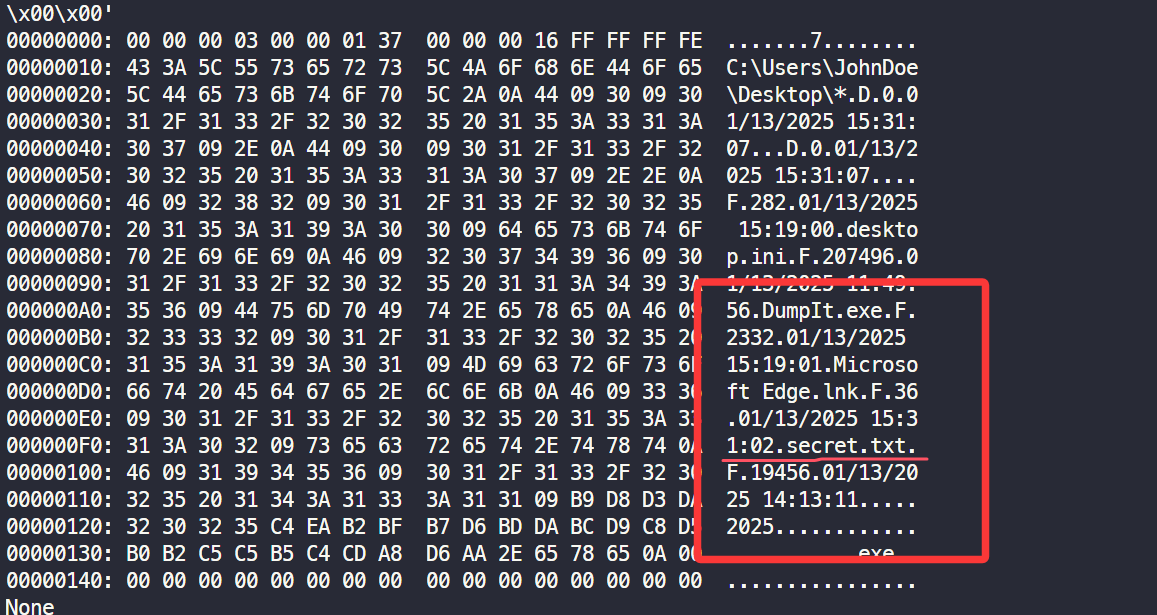 \x00\x00'
00000000: 00 00 00 03 00 00 01 37 00 00 00 16 FF FF FF FE .......7........
00000010: 43 3A 5C 55 73 65 72 73 5C 4A 6F 68 6E 44 6F 65 C:\Users\JohnDoe
00000020: 5C 44 65 73 6B 74 6F 70 5C 2A 0A 44 09 30 09 30 \Desktop\*.D.0.0
00000030: 31 2F 31 33 2F 32 30 32 35 20 31 35 3A 33 31 3A 1/13/2025 15:31:
00000040: 30 37 09 2E 0A 44 09 30 09 30 31 2F 31 33 2F 32 07...D.0.01/13/2
00000050: 30 32 35 20 31 35 3A 33 31 3A 30 37 09 2E 2E 0A 025 15:31:07....
00000060: 46 09 32 38 32 09 30 31 2F 31 33 2F 32 30 32 35 F.282.01/13/2025
00000070: 20 31 35 3A 31 39 3A 30 30 09 64 65 73 6B 74 6F  15:19:00.deskto
00000080: 70 2E 69 6E 69 0A 46 09 32 30 37 34 39 36 09 30 p.ini.F.207496.0
00000090: 31 2F 31 33 2F 32 30 32 35 20 31 31 3A 34 39 3A 1/13/2025 11:49:
000000A0: 35 36 09 44 75 6D 70 49 74 2E 65 78 65 0A 46 09 56.DumpIt.exe.F.
000000B0: 32 33 33 32 09 30 31 2F 31 33 2F 32 30 32 35 20 2332.01/13/2025
000000C0: 31 35 3A 31 39 3A 30 31 09 4D 69 63 72 6F 73 6F 15:19:01.Microso
000000D0: 66 74 20 45 64 67 65 2E 6C 6E 6B 0A 46 09 33 36 ft Edge.lnk.F.36
000000E0: 09 30 31 2F 31 33 2F 32 30 32 35 20 31 35 3A 33 .01/13/2025 15:3
000000F0: 31 3A 30 32 09 73 65 63 72 65 74 2E 74 78 74 0A 1:02.secret.txt.
00000100: 46 09 31 39 34 35 36 09 30 31 2F 31 33 2F 32 30 F.19456.01/13/20
00000110: 32 35 20 31 34 3A 31 33 3A 31 31 09 B9 D8 D3 DA 25 14:13:11.....
00000120: 32 30 32 35 C4 EA B2 BF B7 D6 BD DA BC D9 C8 D5 2025............
00000130: B0 B2 C5 C5 B5 C4 CD A8 D6 AA 2E 65 78 65 0A 00 exe
00000140: 00 00 00 00 00 00 00 00 00 00 00 00 00 00 00 00 ................
None